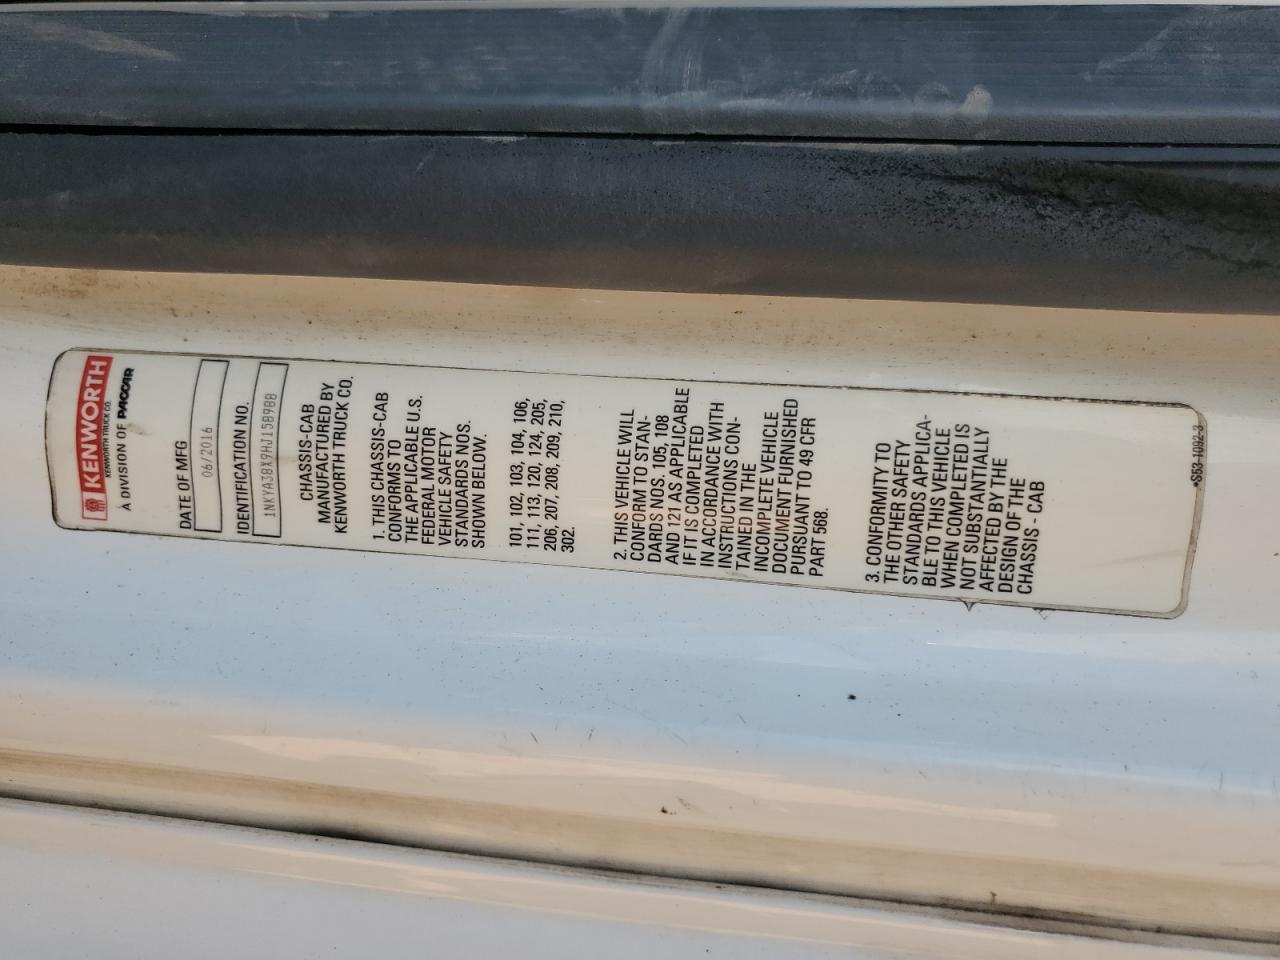 KENWORTH
KENWORTH TRUCK CO.
A DIVISION OF PACCAR
DATE OF MFG
06/2016
IDENTIFICATION NO.
1NKYA38X9HJ158988
CHASSIS-CAB
MANUFACTURED BY
KENWORTH TRUCK CO.
1. THIS CHASSIS-CAB
CONFORMS TO
THE APPLICABLE U.S.
FEDERAL MOTOR
VEHICLE SAFETY
STANDARDS NOS.
SHOWN BELOW.
101, 102, 103, 104, 106,
111, 113, 120, 124, 205,
206, 207, 208, 209, 210,
302.
2. THIS VEHICLE WILL
CONFORM TO STAN-
DARDS NOS. 105, 108
AND 121 AS APPLICABLE
IF IT IS COMPLETED
IN ACCORDANCE WITH
INSTRUCTIONS CON-
TAINED IN THE
INCOMPLETE VEHICLE
DOCUMENT FURNISHED
PURSUANT TO 49 CFR
PART 568.
3. CONFORMITY TO
THE OTHER SAFETY
STANDARDS APPLICA-
BLE TO THIS VEHICLE
WHEN COMPLETED IS
NOT SUBSTANTIALLY
AFFECTED BY THE
DESIGN OF THE
CHASSIS - CAB
*S53-1092-3